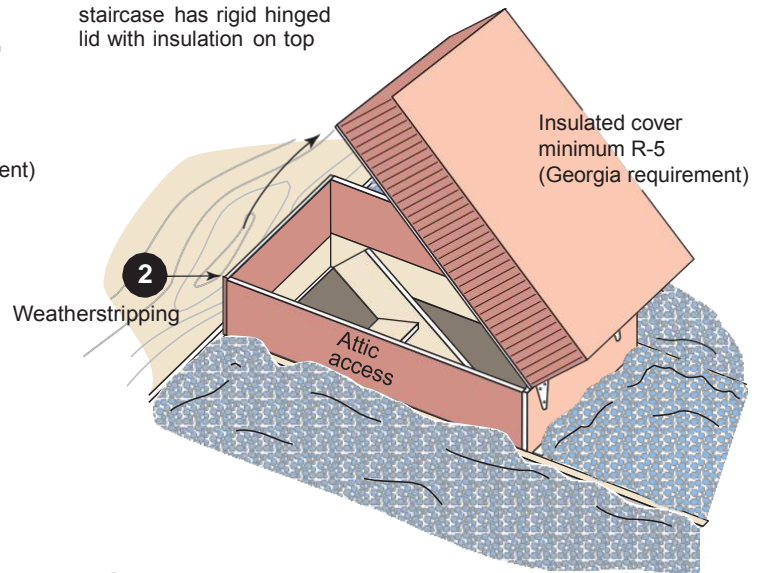 staircase has rigid hinged
lid with insulation on top
Insulated cover
minimum R-5
(Georgia requirement)
ent)
2
Weatherstripping
Attic
access